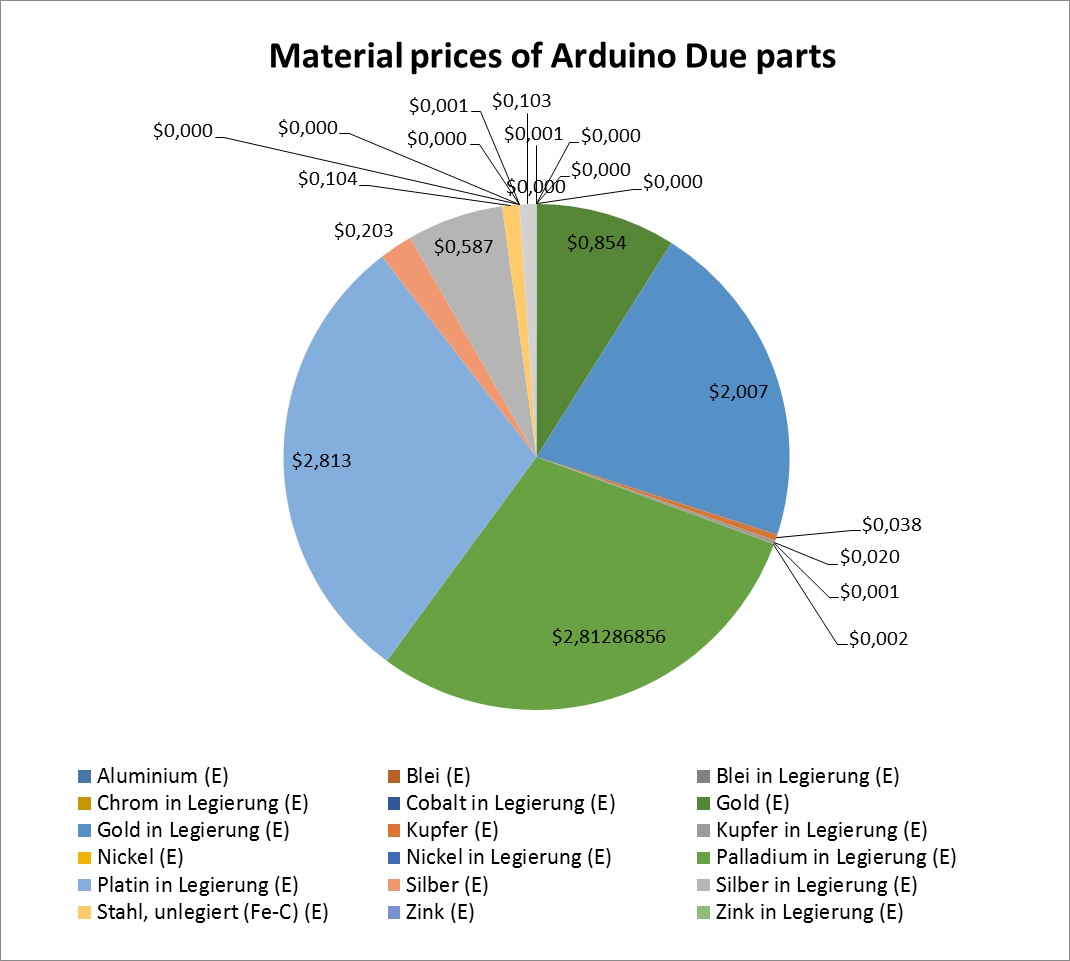 Material prices of Arduino Due parts
$0,001 $0,103
$0,000 $0,000 $0,000 $0,001 $0,000
$0,104 $0,000 $0,000 $0,000
$0,203 $0,587 $0,854
$2,007
$2,813
$0,038
$0,020
$0,001
$2,81286856 $0,002
Aluminium (E) Blei (E) Blei in Legierung (E)
Chrom in Legierung (E) Cobalt in Legierung (E) Gold (E)
Gold in Legierung (E) Kupfer (E) Kupfer in Legierung (E)
Nickel (E) Nickel in Legierung (E) Palladium in Legierung (E)
Platin in Legierung (E) Silber (E) Silber in Legierung (E)
Stahl, unlegiert (Fe-C) (E) Zink (E) Zink in Legierung (E)